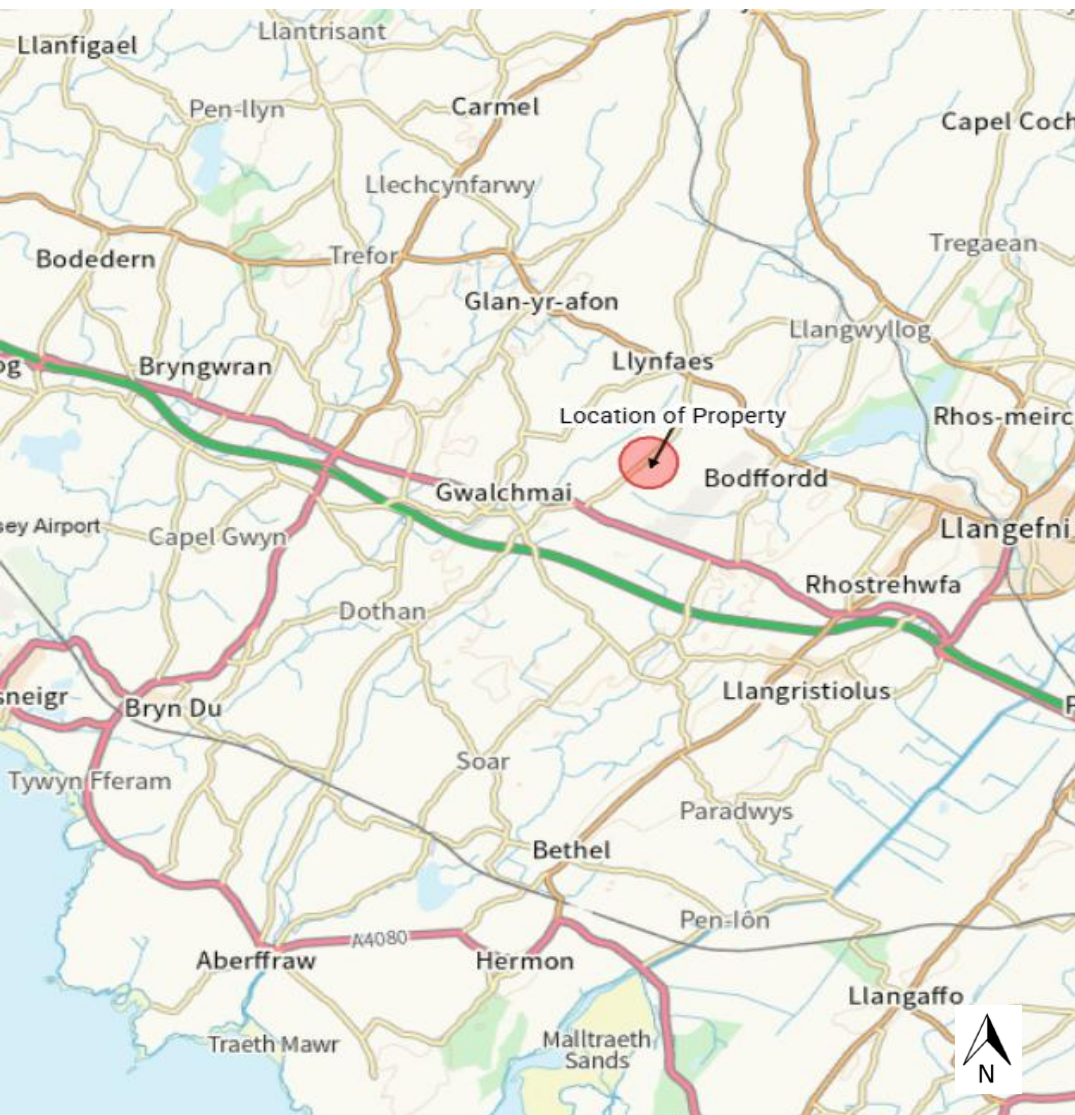 Llanfigael
Llantrisant
Pen-llyn
Carmel
Capel Coch
Llechcynfarwy
Bodedern
Trefor
Tregaean
Glan-yr-afon
Llangwyllog
og
Bryngwran
Llynfaes
Location of Property
Rhos-meirc
Bodffordd
Gwalchmai
sey Airport
Capel Gwyn
Llangefni
Rhostrehwfa
Dothan
sneigr
Bryn Du
Llangristiolus
P
Soar
Tywyn Fferam
Paradwys
Bethel
Pen-lôn
A4080
Aberffraw
Hermon
Llangaffo
Traeth Mawr
Malltraeth
Sands
N